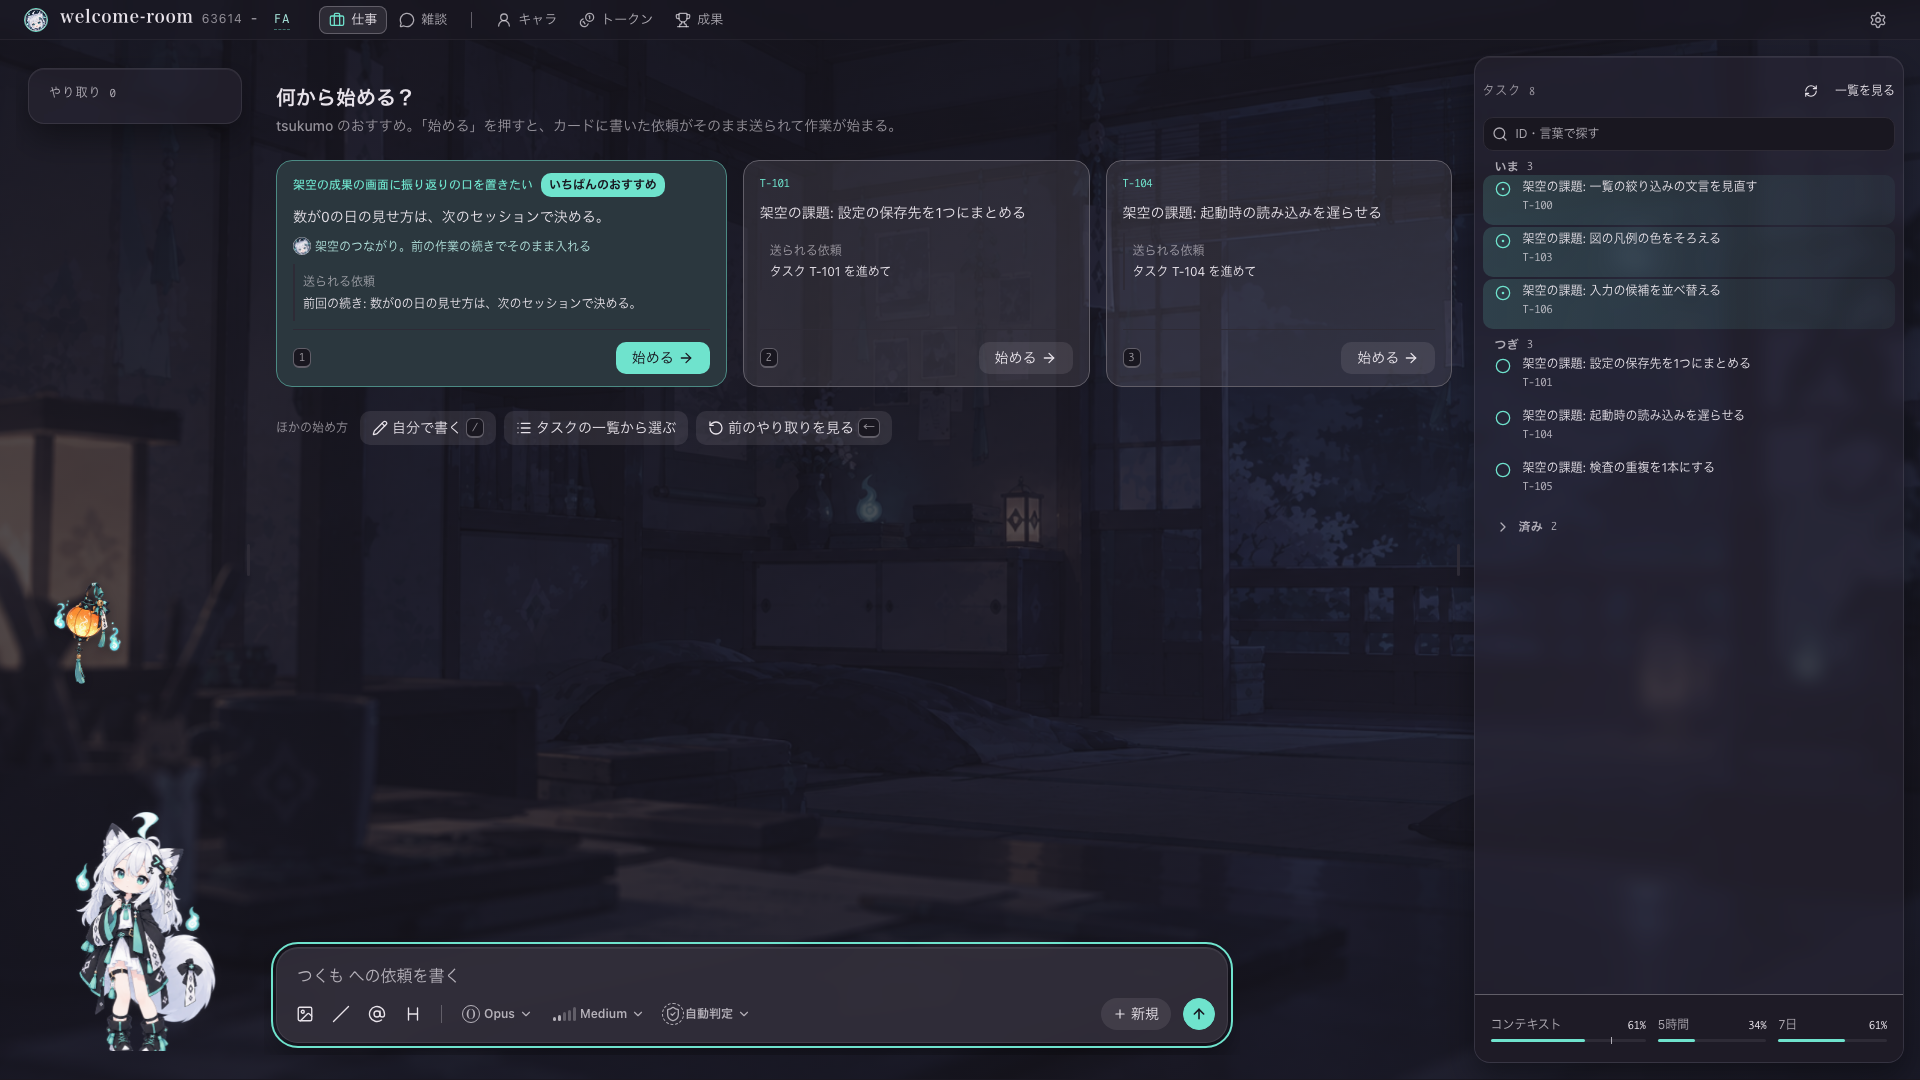 welcome-room 63614 - FA 仕事 雑談 キャラ トークン 成果
やり取り 0
何から始める？
tsukumo のおすすめ。「始める」を押すと、カードに書いた依頼がそのまま送られて作業が始まる。
架空の成果の画面に振り返りの口を置きたい いちばんのおすすめ
数が0の日の見せ方は、次のセッションで決める。
架空のつながり。前の作業の続きでそのまま入れる
送られる依頼
前回の続き: 数が0の日の見せ方は、次のセッションで決める。
1 始める
T-101
架空の課題: 設定の保存先を1つにまとめる
送られる依頼
タスク T-101 を進めて
2 始める
T-104
架空の課題: 起動時の読み込みを遅らせる
送られる依頼
タスク T-104 を進めて
3 始める
ほかの始め方 自分で書く / タスクの一覧から選ぶ 前のやり取りを見る ←
つくも への依頼を書く
Opus Medium 自動判定 + 新規
タスク 8 一覧を見る
ID・言葉で探す
いま 3
架空の課題: 一覧の絞り込みの文言を見直す
T-100
架空の課題: 図の凡例の色をそろえる
T-103
架空の課題: 入力の候補を並べ替える
T-106
つぎ 3
架空の課題: 設定の保存先を1つにまとめる
T-101
架空の課題: 起動時の読み込みを遅らせる
T-104
架空の課題: 検査の重複を1本にする
T-105
済み 2
コンテキスト 61% 5時間 34% 7日 61%